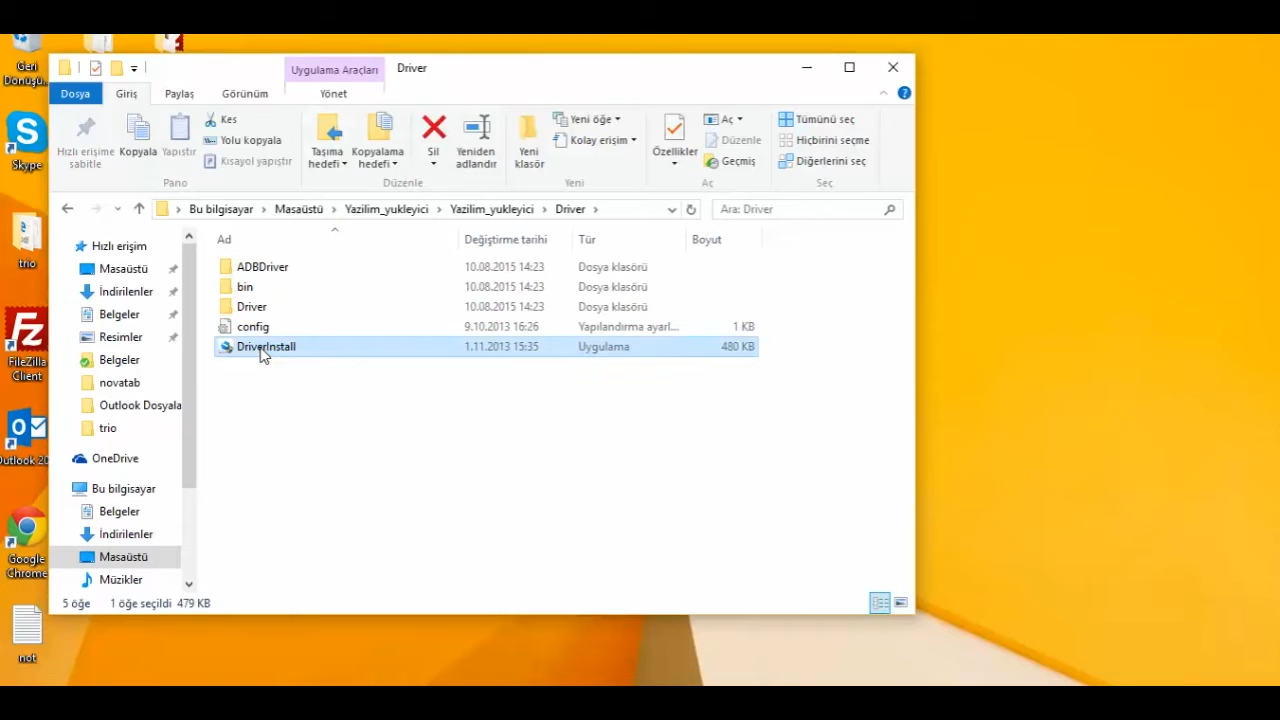 Geri
Dönüşü...
Skype
trio
FileZilla
Client
Outlook 20
Google
Chrome
not
Uygulama Araçları
Driver
Dosya
Giriş
Paylaş
Görünüm
Yönet
Hızlı erişime
sabitle
Kopyala
Yapıştır
Kes
Yolu kopyala
Kısayol yapıştır
Pano
Taşıma
hedefi
Kopyalama
hedefi
Sil
Yeniden
adlandır
Düzenle
Yeni
klasör
Yeni öğe
Kolay erişim
Yeni
Özellikler
Aç
Düzenle
Geçmiş
Aç
Tümünü seç
Hiçbirini seçme
Diğerlerini seç
Seç
Bu bilgisayar > Masaüstü > Yazilim_yukleyici > Yazilim_yukleyici > Driver >
Ara: Driver
Hızlı erişim
Masaüstü
İndirilenler
Belgeler
Resimler
Belgeler
novatab
Outlook Dosyala
trio
OneDrive
Bu bilgisayar
Belgeler
İndirilenler
Masaüstü
Müzikler
Ad Değiştirme tarihi Tür Boyut
ADBDriver 10.08.2015 14:23 Dosya klasörü
bin 10.08.2015 14:23 Dosya klasörü
Driver 10.08.2015 14:23 Dosya klasörü
config 9.10.2013 16:26 Yapılandırma ayarl... 1 KB
DriverInstall 1.11.2013 15:35 Uygulama 480 KB
5 öğe 1 öğe seçildi 479 KB